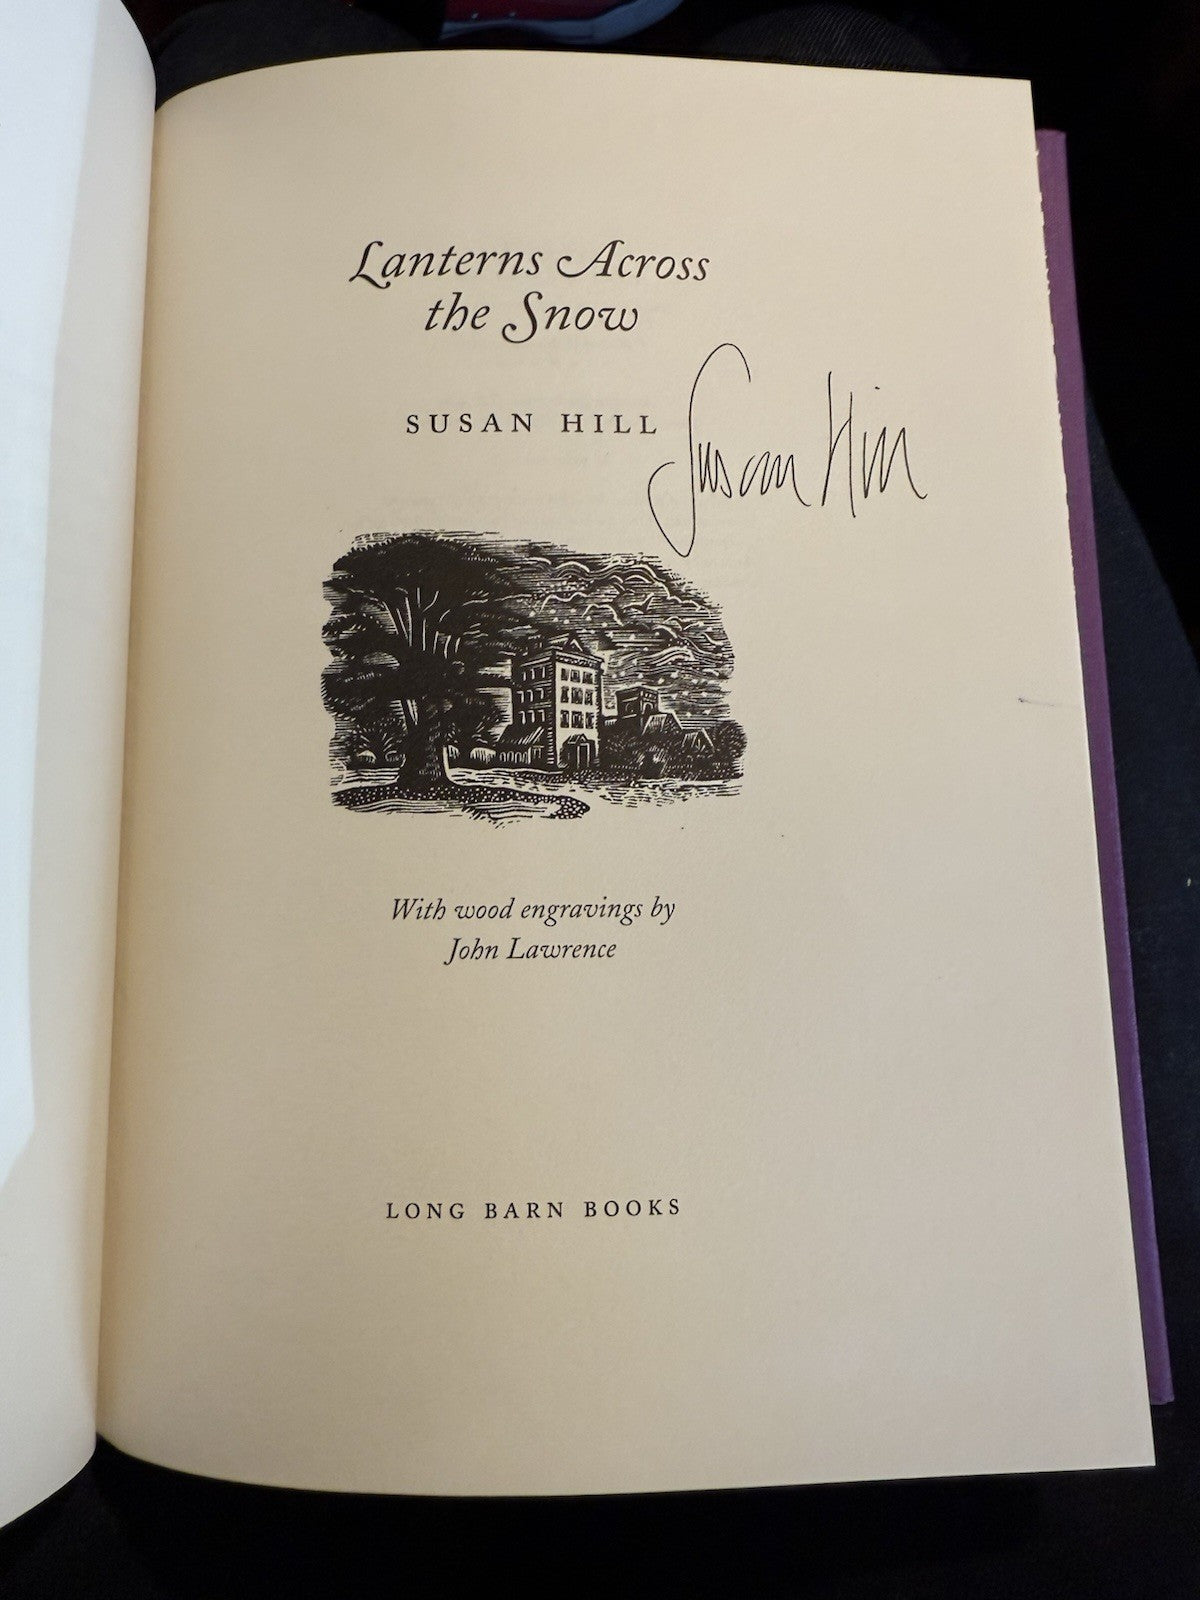 Lanterns Across
the Snow
SUSAN HILL
Susan Hill
With wood engravings by
John Lawrence
LONG BARN BOOKS